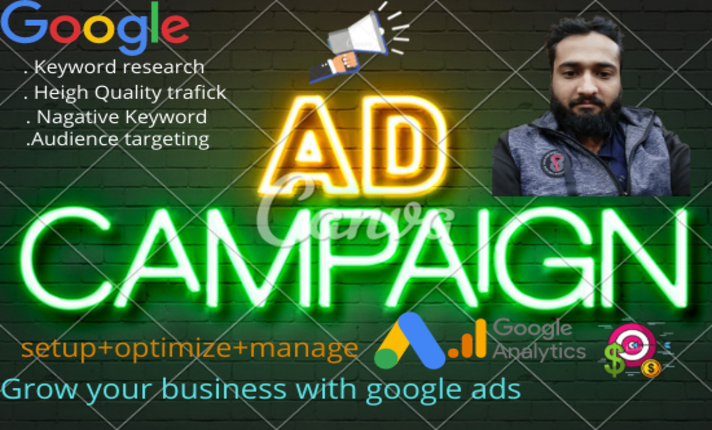 Google
. Keyword research
. Heigh Quality trafick
. Nagative Keyword
.Audience targeting
AD
Canva
CAMPAIGN
setup+optimize+manage
Google
Analytics
Grow your business with google ads